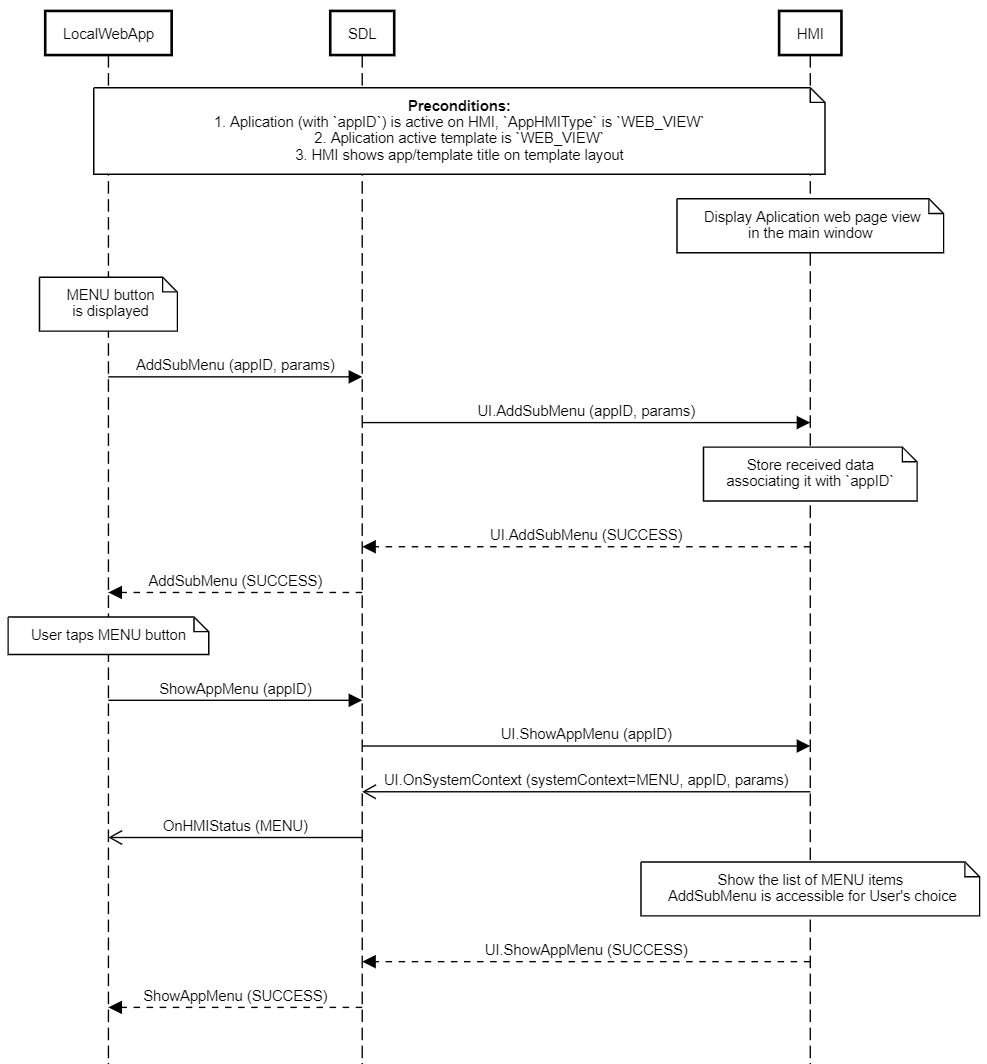 LocalWebApp
SDL
HMI
Preconditions:
1. Aplication (with `appID`) is active on HMI, `AppHMIType` is `WEB_VIEW`
2. Aplication active template is `WEB_VIEW`
3. HMI shows app/template title on template layout
Display Aplication web page view
in the main window
MENU button
is displayed
AddSubMenu (appID, params)
UI.AddSubMenu (appID, params)
Store received data
associating it with `appID`
UI.AddSubMenu (SUCCESS)
AddSubMenu (SUCCESS)
User taps MENU button
ShowAppMenu (appID)
UI.ShowAppMenu (appID)
UI.OnSystemContext (systemContext=MENU, appID, params)
OnHMIStatus (MENU)
Show the list of MENU items
AddSubMenu is accessible for User's choice
UI.ShowAppMenu (SUCCESS)
ShowAppMenu (SUCCESS)